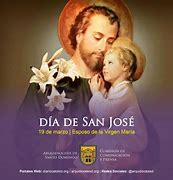 DÍA DE SAN JOSÉ
19 de marzo | Esposo de la Virgen María
ARQUIDIÓCESIS DE
SANTO DOMINGO
COMISIÓN DE
COMUNICACIÓN
Y PRENSA